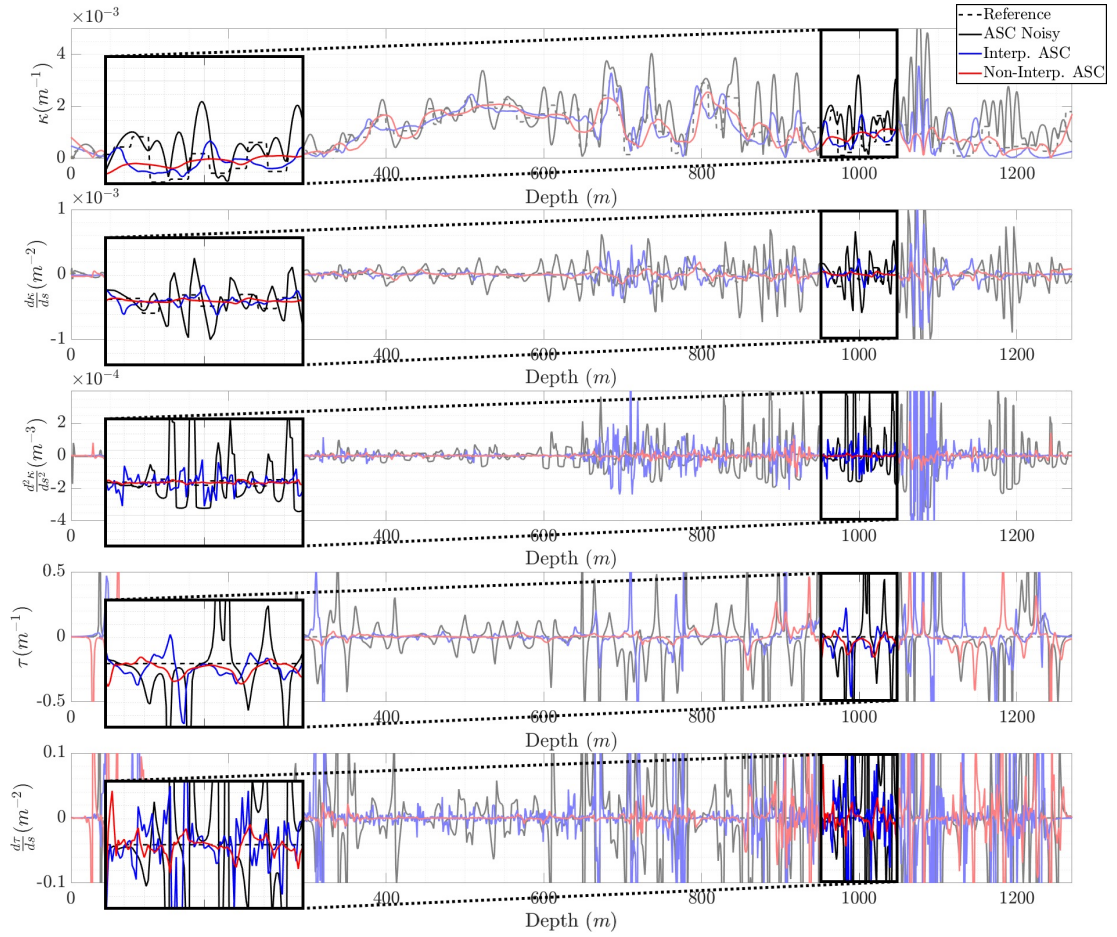 ×10⁻³
Reference
ASC Noisy
Interp. ASC
Non-Interp. ASC
κ(m⁻¹)
4
2
0
0 400 600 800 1000 1200
Depth (m)
×10⁻³
dκ/ds (m⁻²)
1
0
-1
0 400 600 800 1000 1200
Depth (m)
×10⁻⁴
d²κ/ds² (m⁻³)
2
0
-2
-4
0 400 600 800 1000 1200
Depth (m)
τ(m⁻¹)
0.5
0
-0.5
0 400 600 800 1000 1200
Depth (m)
dτ/ds (m⁻²)
0.1
0
-0.1
0 400 600 800 1000 1200
Depth (m)